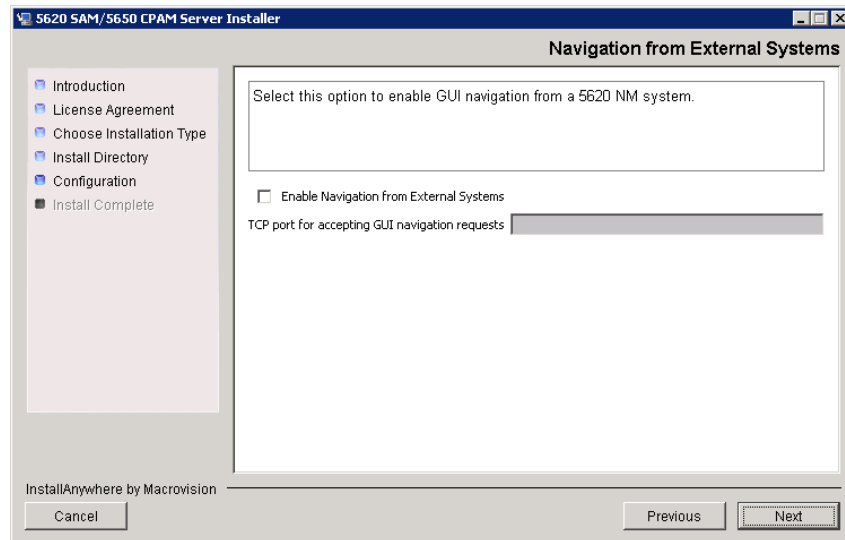 5620 SAM/5650 CPAM Server Installer
Navigation from External Systems
Introduction
License Agreement
Choose Installation Type
Install Directory
Configuration
Install Complete
Select this option to enable GUI navigation from a 5620 NM system.
Enable Navigation from External Systems
TCP port for accepting GUI navigation requests
InstallAnywhere by Macrovision
Cancel
Previous
Next